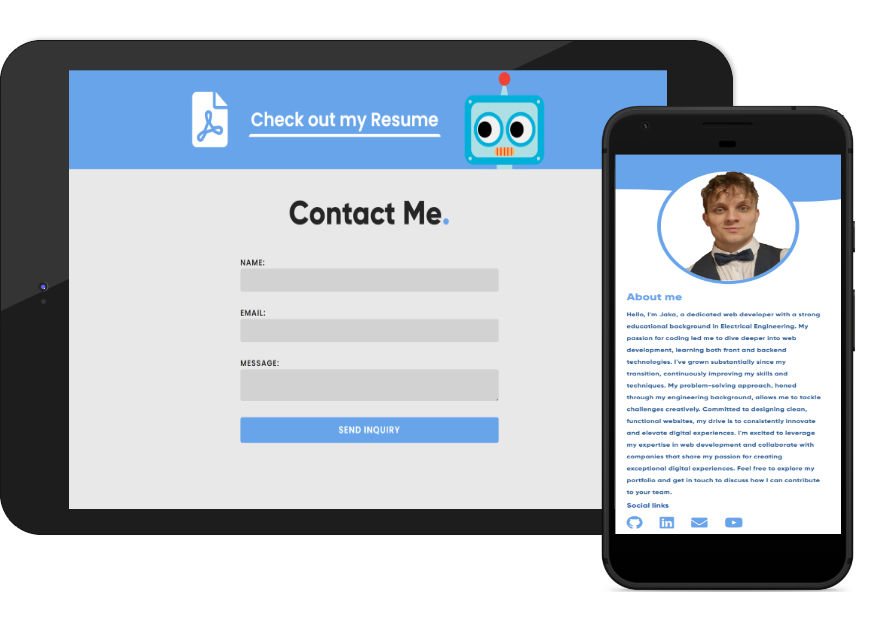 Check out my Resume
Contact Me.
NAME:
EMAIL:
MESSAGE:
SEND INQUIRY
About me
Hello, I'm Jaka, a dedicated web developer with a strong
educational background in Electrical Engineering. My
passion for coding led me to dive deeper into web
development, learning both front and backend
technologies. I've grown substantially since my
transition, continuously improving my skills and
techniques. My problem-solving approach, honed
through my engineering background, allows me to tackle
challenges creatively. Committed to designing clean,
functional websites, my drive is to consistently innovate
and elevate digital experiences. I'm excited to leverage
my expertise in web development and collaborate with
companies that share my passion for creating
exceptional digital experiences. Feel free to explore my
portfolio and get in touch to discuss how I can contribute
to your team.
Social links
in